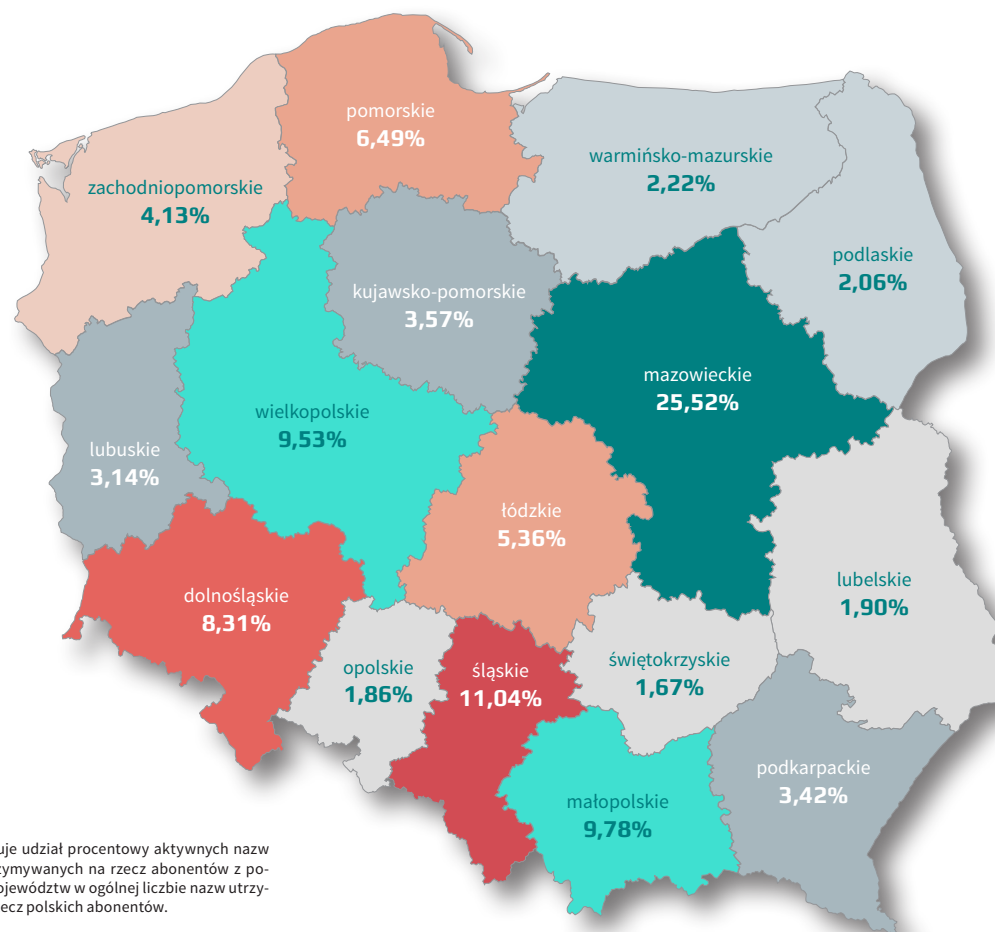 pomorskie
6,49%
warmińsko-mazurskie
2,22%
zachodniopomorskie
4,13%
podlaskie
2,06%
kujawsko-pomorskie
3,57%
mazowieckie
25,52%
wielkopolskie
9,53%
lubuskie
3,14%
łódzkie
5,36%
lubelskie
1,90%
dolnośląskie
8,31%
opolskie
1,86%
śląskie
11,04%
świętokrzyskie
1,67%
podkarpackie
3,42%
małopolskie
9,78%
uje udział procentowy aktywnych nazw
zymywanych na rzecz abonentów z po-
ojewództw w ogólnej liczbie nazw utrzy-
ecz polskich abonentów.